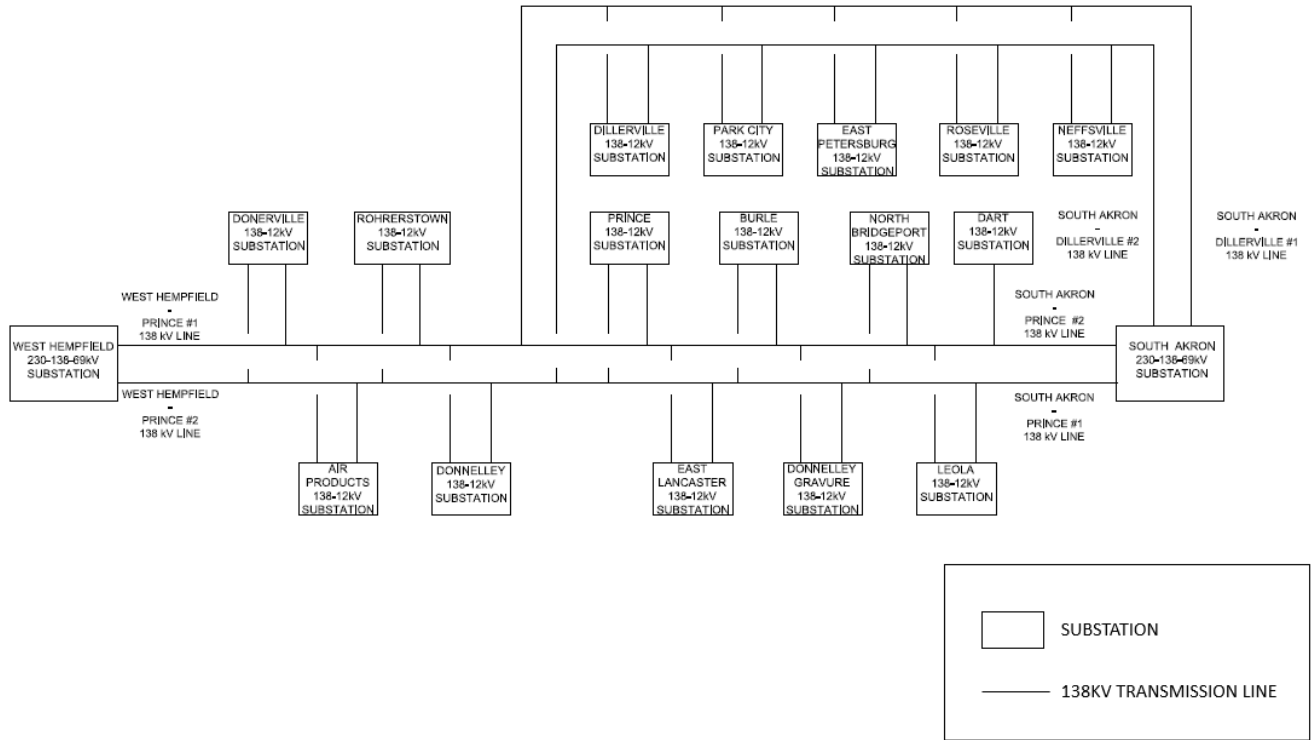 DILLERVILLE
138-12kV
SUBSTATION
PARK CITY
138-12kV
SUBSTATION
EAST
PETERSBURG
138-12kV
SUBSTATION
ROSEVILLE
138-12kV
SUBSTATION
NEFFSVILLE
138-12kV
SUBSTATION
DONERVILLE
138-12kV
SUBSTATION
ROHRERSTOWN
138-12kV
SUBSTATION
PRINCE
138-12kV
SUBSTATION
BURLE
138-12kV
SUBSTATION
NORTH
BRIDGEPORT
138-12kV
SUBSTATION
DART
138-12kV
SUBSTATION
SOUTH AKRON
-
DILLERVILLE #2
138 kV LINE
SOUTH AKRON
-
DILLERVILLE #1
138 kV LINE
WEST HEMPFIELD
-
PRINCE #1
138 kV LINE
SOUTH AKRON
-
PRINCE #2
138 kV LINE
WEST HEMPFIELD
230-138-69kV
SUBSTATION
SOUTH AKRON
230-138-69kV
SUBSTATION
WEST HEMPFIELD
-
PRINCE #2
138 kV LINE
SOUTH AKRON
-
PRINCE #1
138 kV LINE
AIR
PRODUCTS
138-12kV
SUBSTATION
DONNELLEY
138-12kV
SUBSTATION
EAST
LANCASTER
138-12kV
SUBSTATION
DONNELLEY
GRAVURE
138-12kV
SUBSTATION
LEOLA
138-12kV
SUBSTATION
SUBSTATION
138KV TRANSMISSION LINE